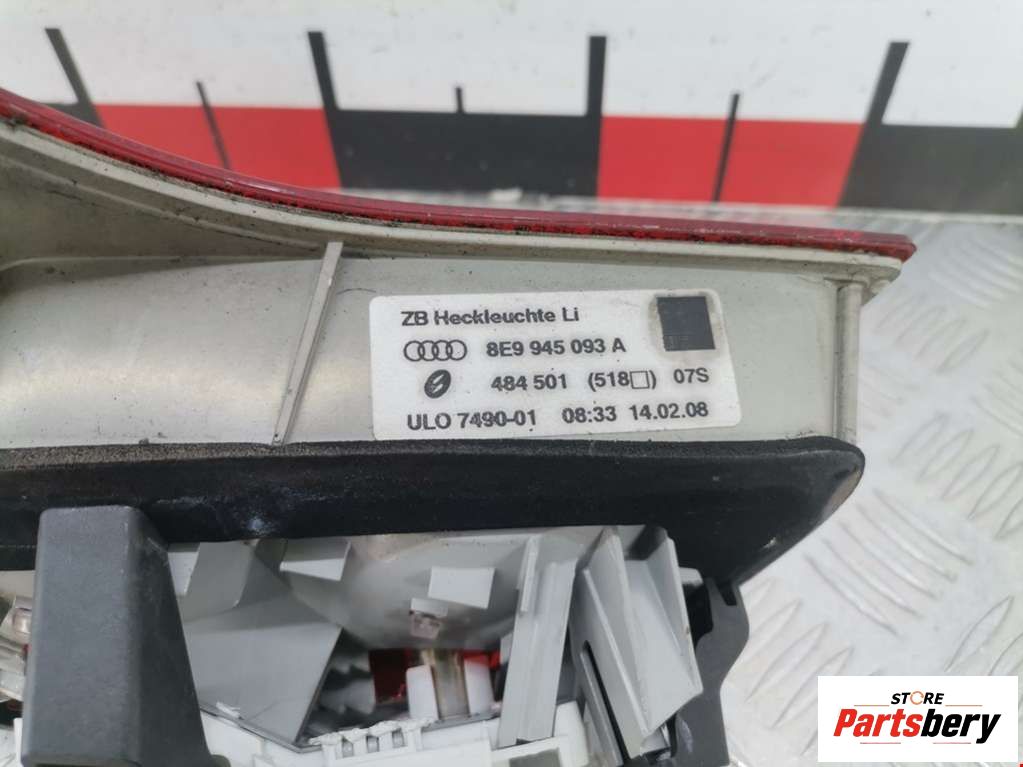 ZB Heckleuchte Li
8E9 945 093 A
484 501 (518□) 07S
ULO 7490-01 08:33 14.02.08
STORE
Partsbery